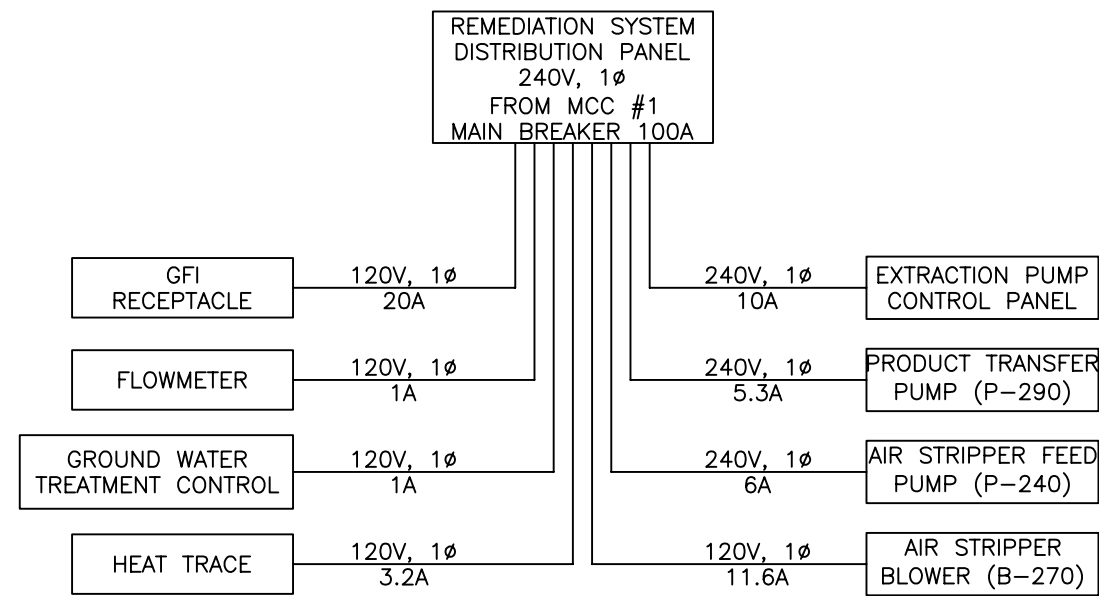 REMEDIATION SYSTEM
DISTRIBUTION PANEL
240V, 1ø
FROM MCC #1
MAIN BREAKER 100A
GFI
RECEPTACLE
120V, 1ø
20A
FLOWMETER
120V, 1ø
1A
GROUND WATER
TREATMENT CONTROL
120V, 1ø
1A
HEAT TRACE
120V, 1ø
3.2A
240V, 1ø
10A
EXTRACTION PUMP
CONTROL PANEL
240V, 1ø
5.3A
PRODUCT TRANSFER
PUMP (P-290)
240V, 1ø
6A
AIR STRIPPER FEED
PUMP (P-240)
120V, 1ø
11.6A
AIR STRIPPER
BLOWER (B-270)